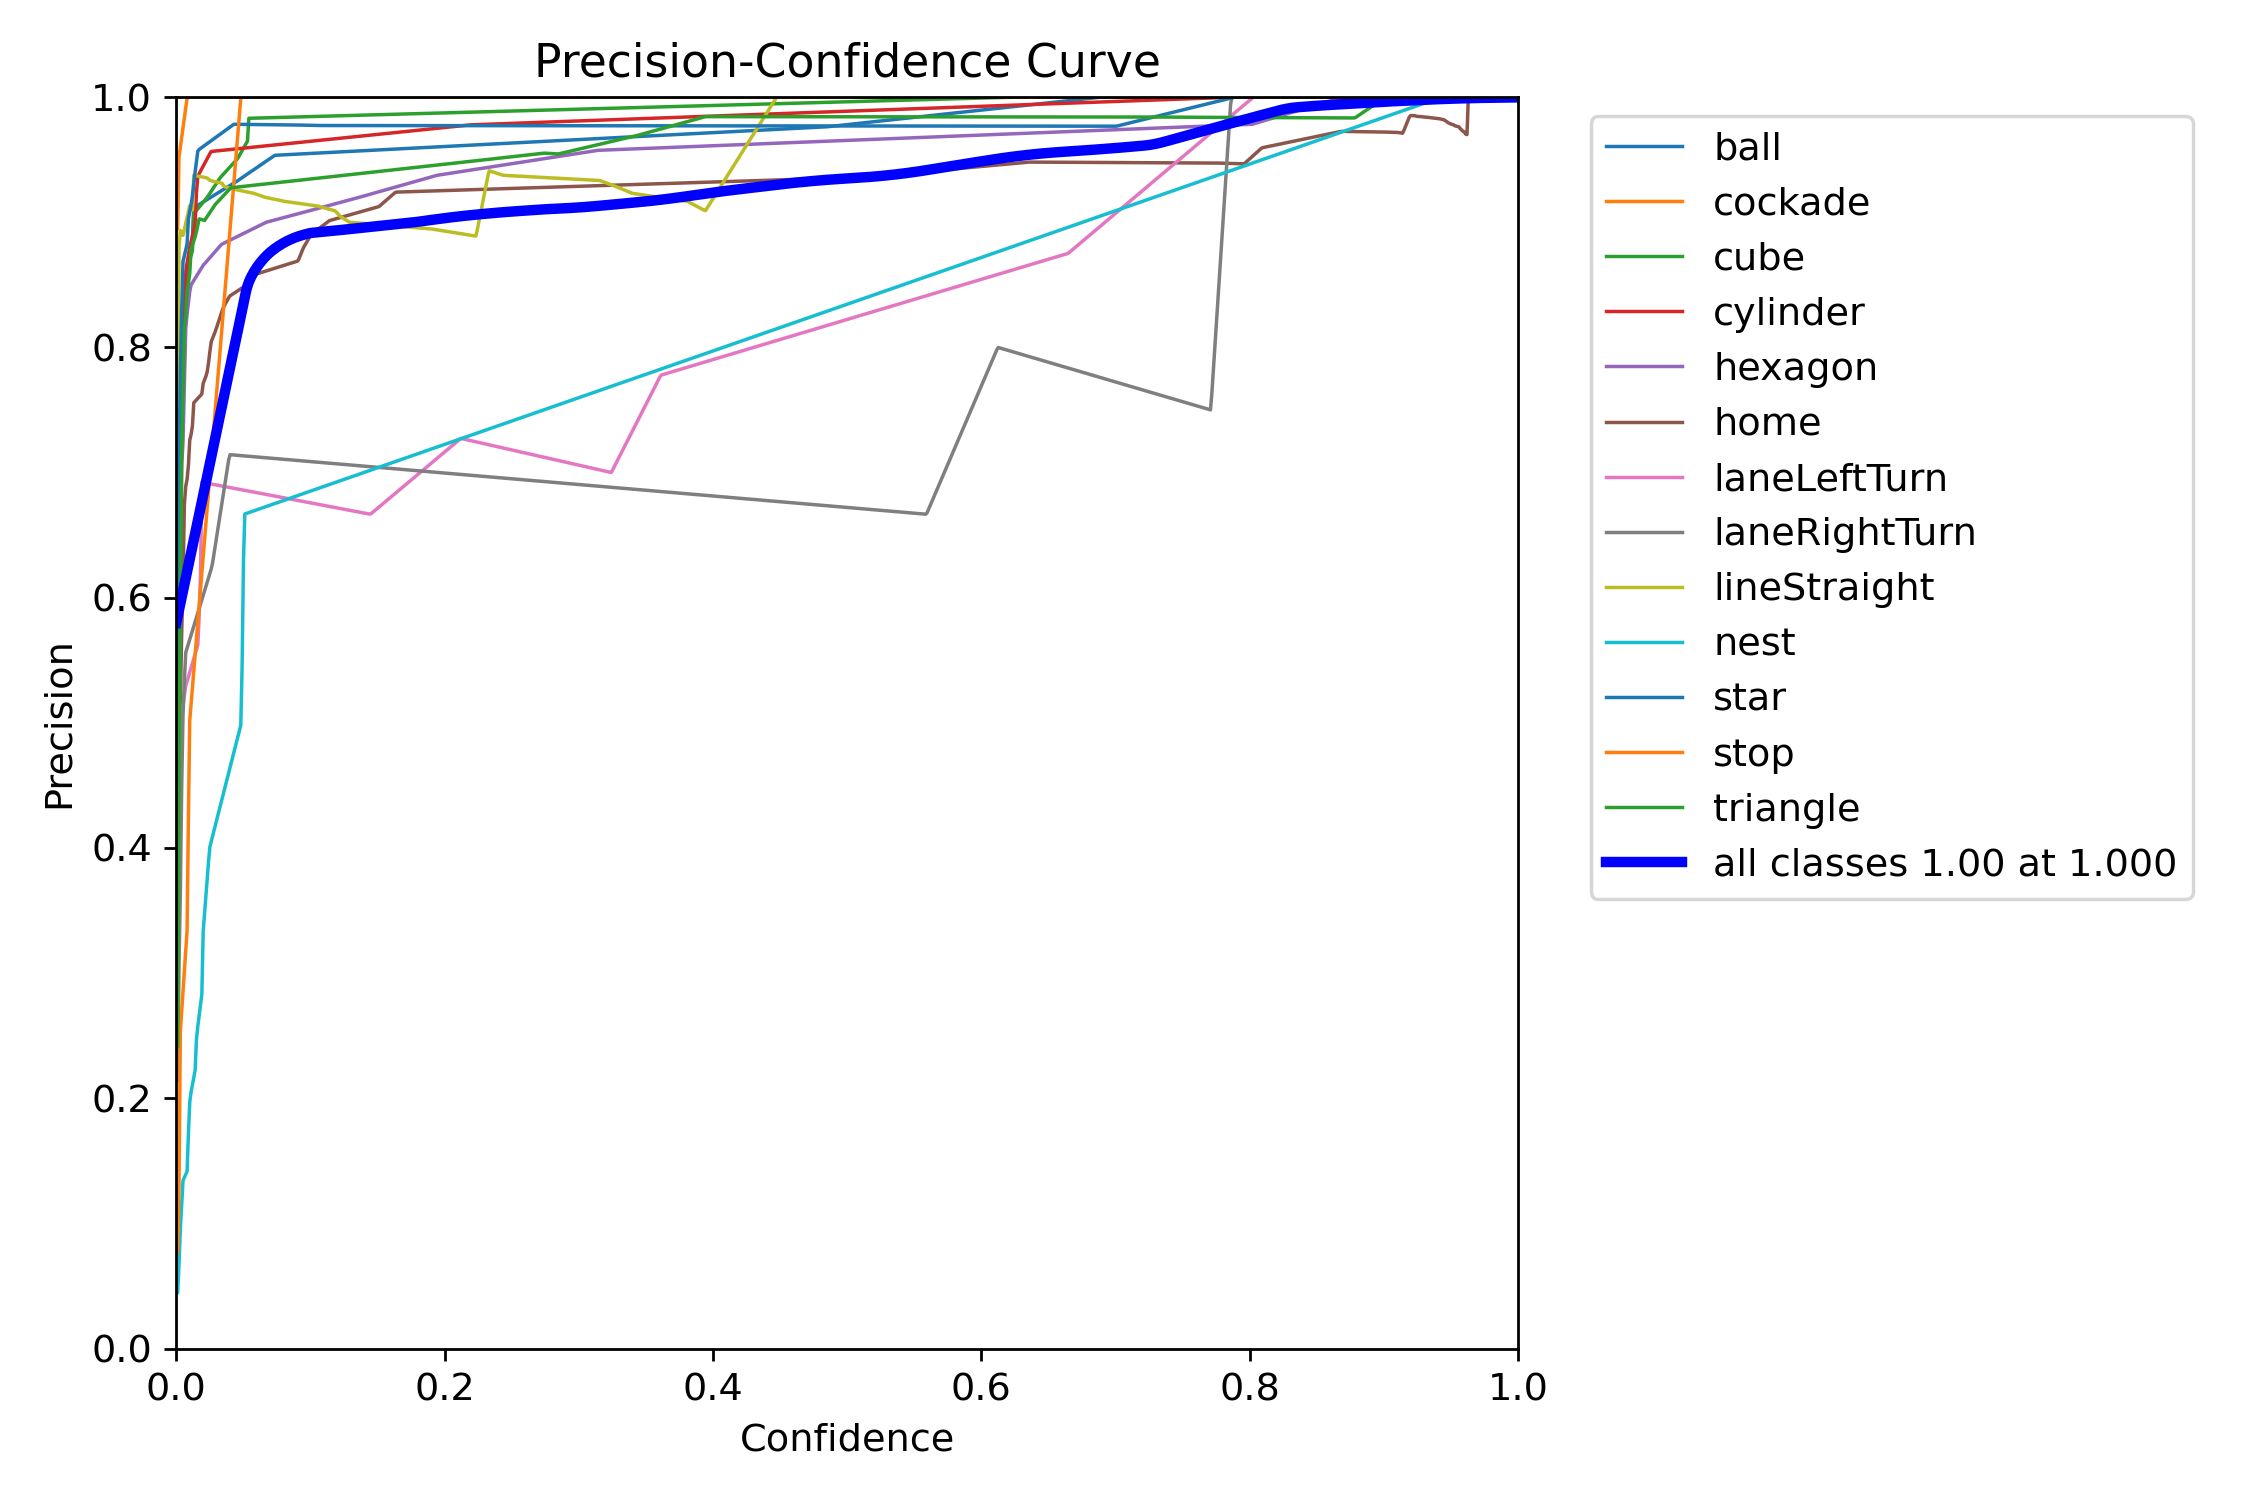 Precision-Confidence Curve
1.0
0.8
0.6
0.4
0.2
0.0
Precision
0.0 0.2 0.4 0.6 0.8 1.0
Confidence
ball
cockade
cube
cylinder
hexagon
home
laneLeftTurn
laneRightTurn
lineStraight
nest
star
stop
triangle
all classes 1.00 at 1.000